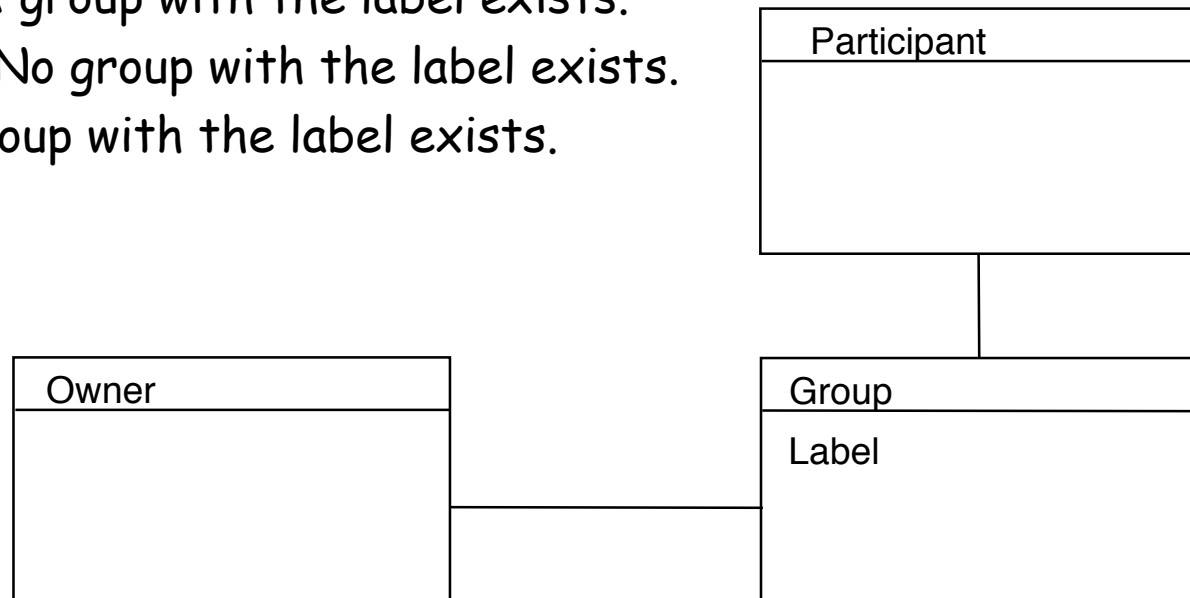 group with the label exists.
No group with the label exists.
oup with the label exists.
Participant
Owner
Group
Label